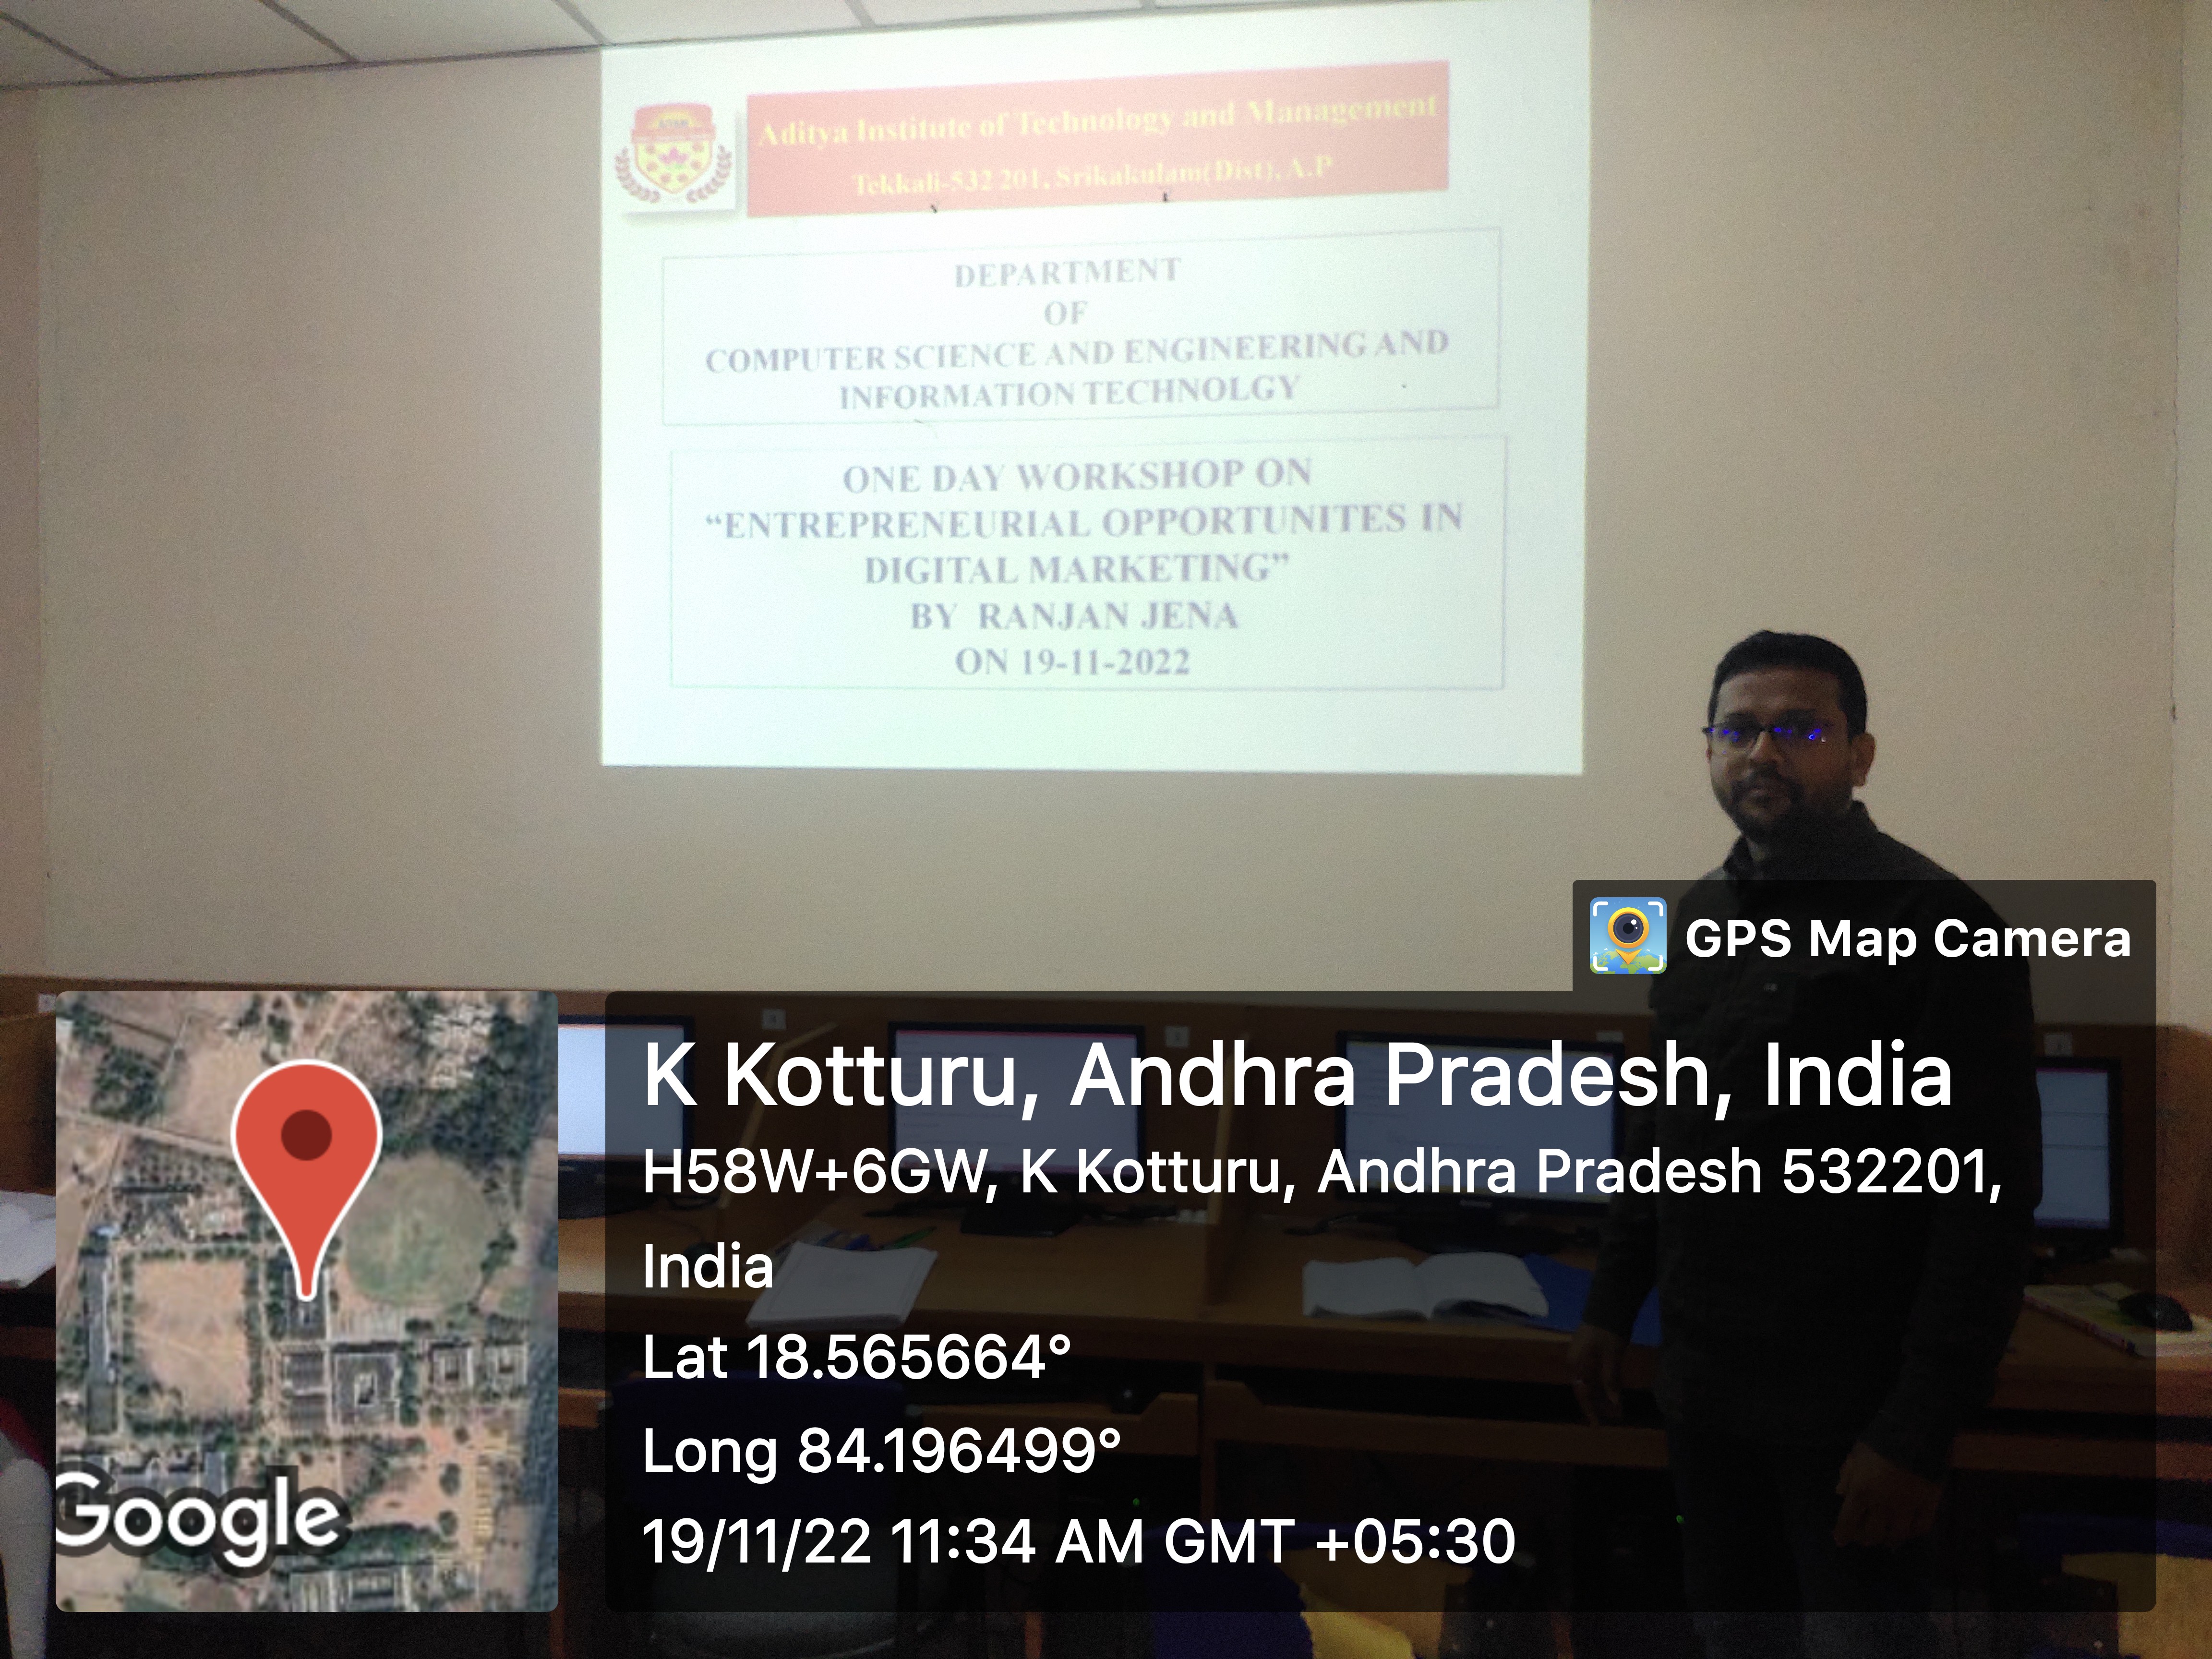 Aditya Institute of Technology and Management
Tekkali-532 201, Srikakulam(Dist), A.P
DEPARTMENT
OF
COMPUTER SCIENCE AND ENGINEERING AND
INFORMATION TECHNOLGY
ONE DAY WORKSHOP ON
“ENTREPRENEURIAL OPPORTUNITES IN
DIGITAL MARKETING”
BY RANJAN JENA
ON 19-11-2022
GPS Map Camera
K Kotturu, Andhra Pradesh, India
H58W+6GW, K Kotturu, Andhra Pradesh 532201,
India
Lat 18.565664°
Long 84.196499°
19/11/22 11:34 AM GMT +05:30
Google